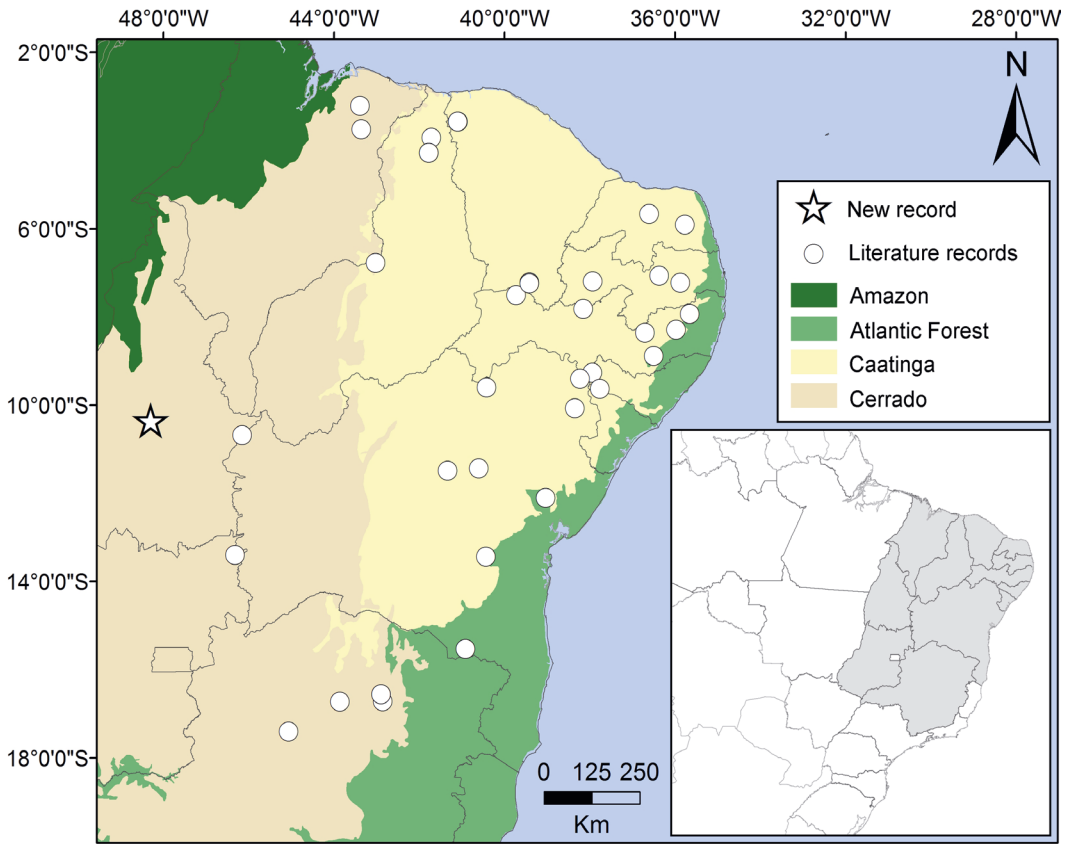 48°0'0"W 44°0'0"W 40°0'0"W 36°0'0"W 32°0'0"W 28°0'0"W
2°0'0"S
N
New record
6°0'0"S
Literature records
Amazon
Atlantic Forest
Caatinga
Cerrado
10°0'0"S
14°0'0"S
18°0'0"S
0 125 250
Km